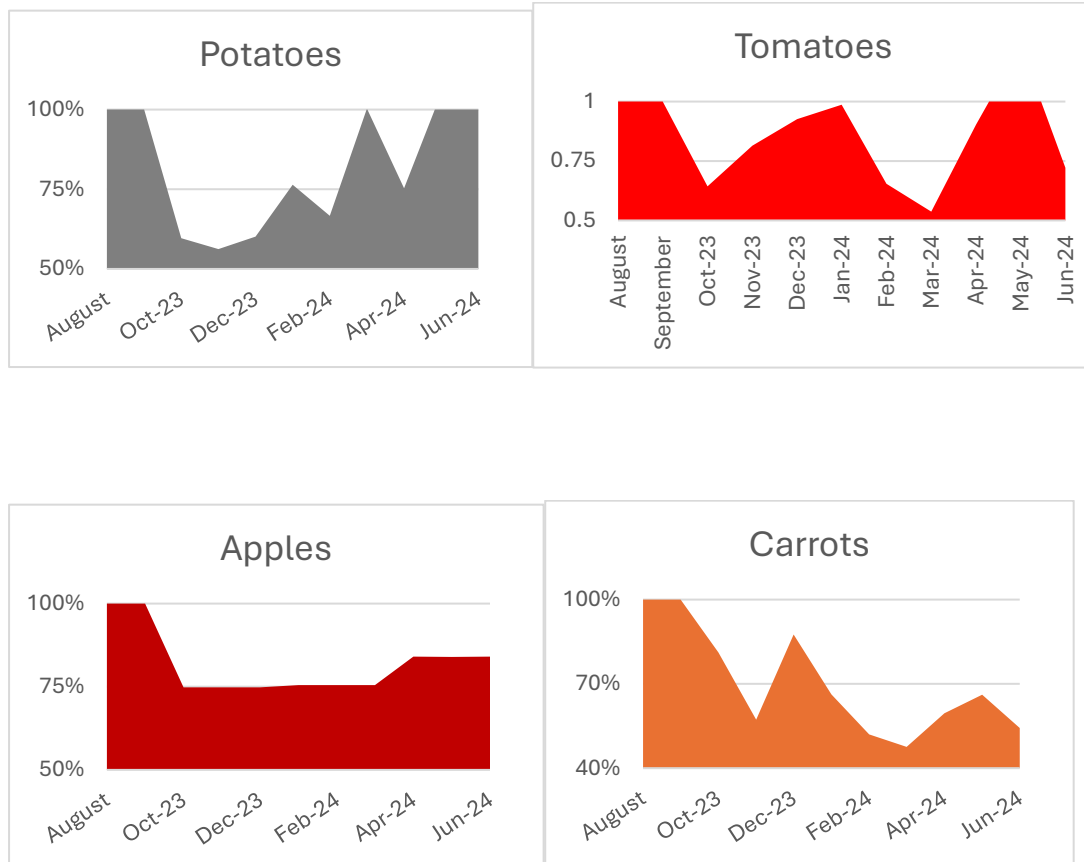 Potatoes
100%
75%
50%
August
Oct-23
Dec-23
Feb-24
Apr-24
Jun-24
Tomatoes
1
0.75
0.5
August
September
Oct-23
Nov-23
Dec-23
Jan-24
Feb-24
Mar-24
Apr-24
May-24
Jun-24
Apples
100%
75%
50%
August
Oct-23
Dec-23
Feb-24
Apr-24
Jun-24
Carrots
100%
70%
40%
August
Oct-23
Dec-23
Feb-24
Apr-24
Jun-24